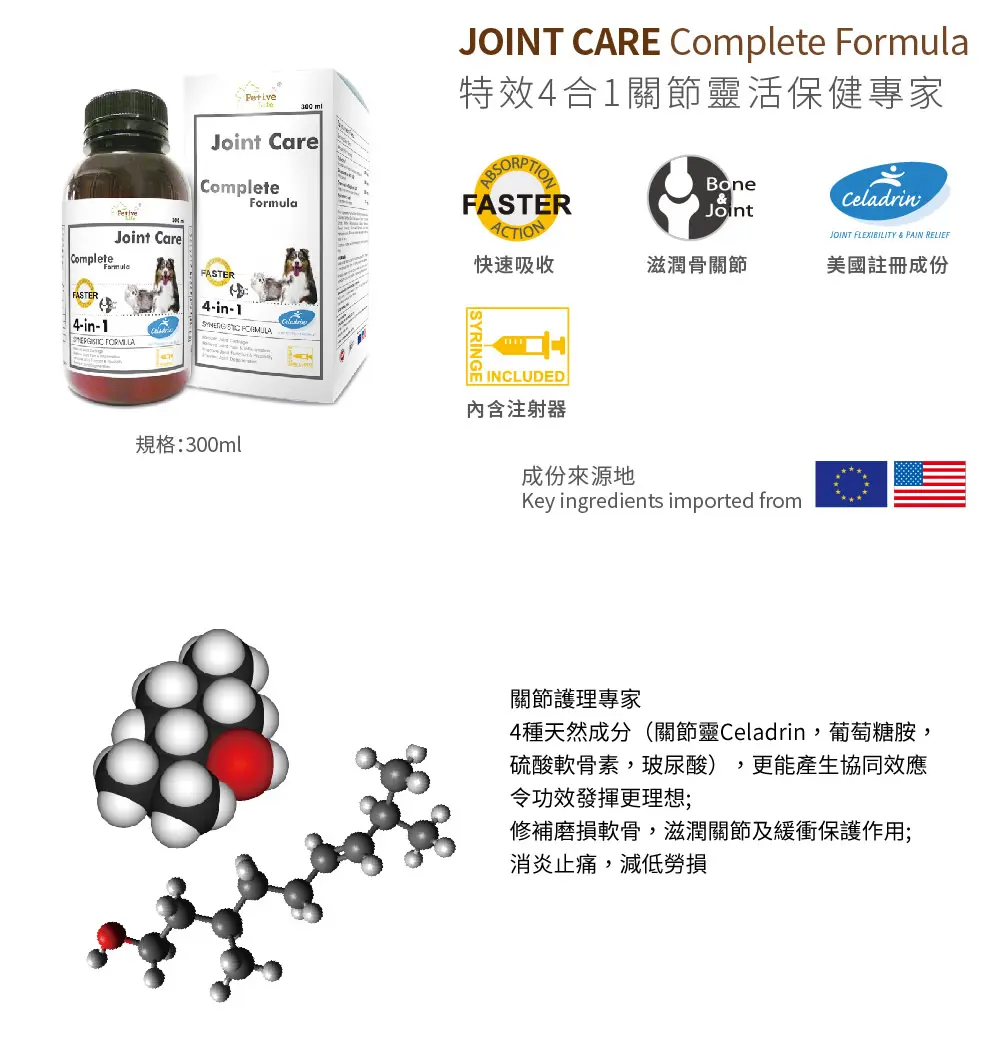 JOINT CARE Complete Formula
特效4合1關節靈活保健專家
Petive
Life
300 ml
Joint Care
Complete
Formula
FASTER
4-in-1
SYNERGISTIC FORMULA
Celadrin
Petive
Life
Joint Care
Complete
Formula
FASTER
4-in-1
SYNERGISTIC FORMULA
Celadrin
規格:300ml
ABSORPTION
FASTER
ACTION
快速吸收
Bone
&
Joint
滋潤骨關節
Celadrin
JOINT FLEXIBILITY & PAIN RELIEF
美國註冊成份
SYRINGE
INCLUDED
內含注射器
成份來源地
Key ingredients imported from
關節護理專家
4種天然成分（關節靈Celadrin，葡萄糖胺，
硫酸軟骨素，玻尿酸），更能產生協同效應
令功效發揮更理想;
修補磨損軟骨，滋潤關節及緩衝保護作用;
消炎止痛，減低勞損